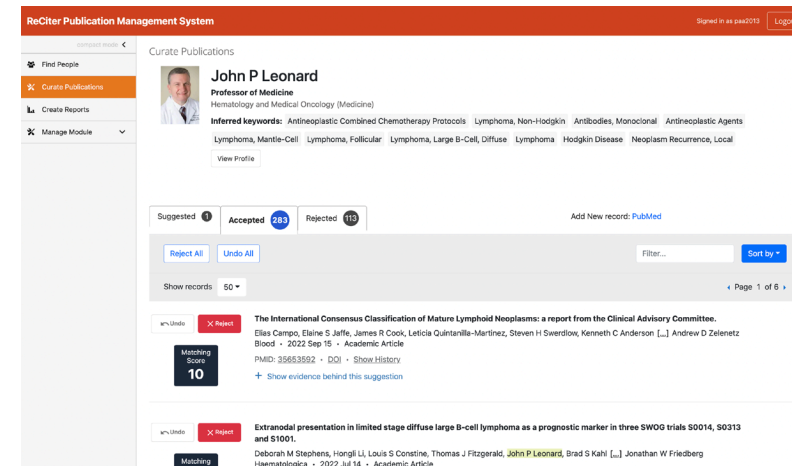 ReCiter Publication Management System
Signed in as paa2013
compact mode
Find People
Curate Publications
Create Reports
Manage Module
Curate Publications
John P Leonard
Professor of Medicine
Hematology and Medical Oncology (Medicine)
Inferred keywords: Antineoplastic Combined Chemotherapy Protocols Lymphoma, Non-Hodgkin Antibodies, Monoclonal Antineoplastic Agents
Lymphoma, Mantle-Cell Lymphoma, Follicular Lymphoma, Large B-Cell, Diffuse Lymphoma Hodgkin Disease Neoplasm Recurrence, Local
View Profile
Suggested 1 Accepted 283 Rejected 113
Add New record: PubMed
Reject All Undo All Filter... Sort by
Show records 50 Page 1 of 6
Undo Reject
Matching
Score
10
The International Consensus Classification of Mature Lymphoid Neoplasms: a report from the Clinical Advisory Committee.
Elias Campo, Elaine S Jaffe, James R Cook, Leticia Quintanilla-Martinez, Steven H Swerdlow, Kenneth C Anderson [...] Andrew D Zelenetz
Blood • 2022 Sep 15 • Academic Article
PMID: 35653592 • DOI • Show History
+ Show evidence behind this suggestion
Undo Reject
Matching
Extranodal presentation in limited stage diffuse large B-cell lymphoma as a prognostic marker in three SWOG trials S0014, S0313
and S1001.
Deborah M Stephens, Hongli Li, Louis S Constine, Thomas J Fitzgerald, John P Leonard, Brad S Kahl [...] Jonathan W Friedberg
Haematologica • 2022 Jul 14 • Academic Article